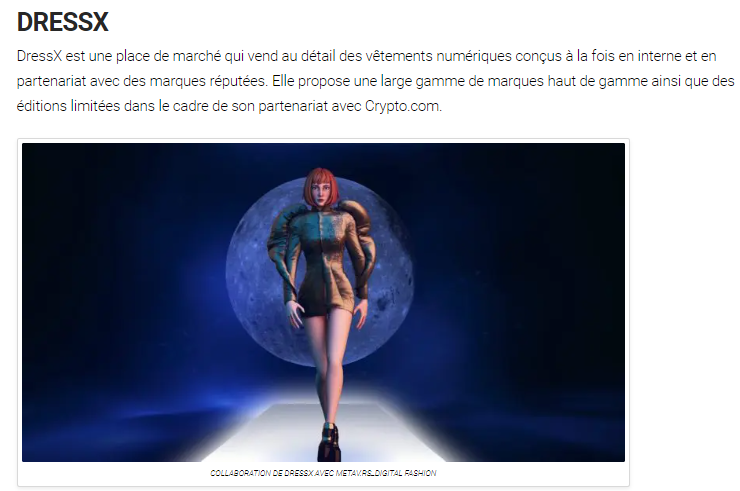 DRESSX
DressX est une place de marché qui vend au détail des vêtements numériques conçus à la fois en interne et en
partenariat avec des marques réputées. Elle propose une large gamme de marques haut de gamme ainsi que des
éditions limitées dans le cadre de son partenariat avec Crypto.com.
COLLABORATION DE DRESSX AVEC METAV.RS_DIGITAL FASHION